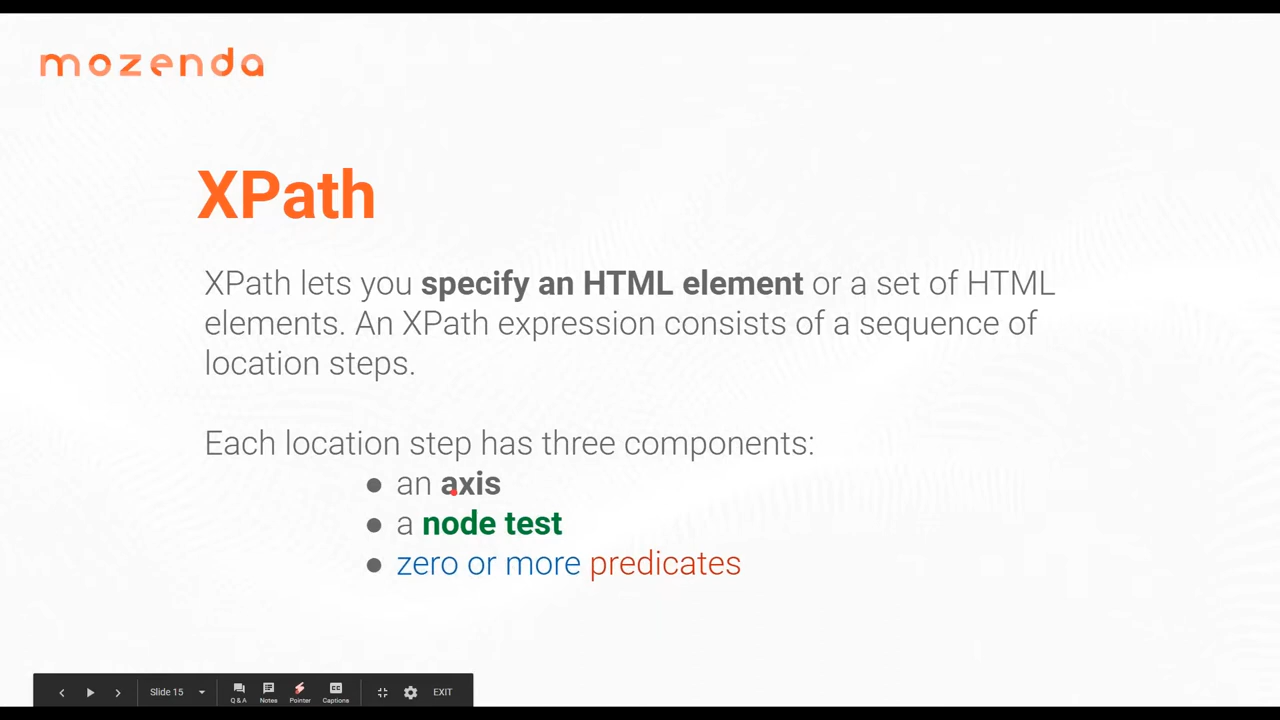 mozenda
XPath
XPath lets you specify an HTML element or a set of HTML
elements. An XPath expression consists of a sequence of
location steps.
Each location step has three components:
● an axis
● a node test
● zero or more predicates
Slide 15
Q & A
Notes
Pointer
Captions
EXIT